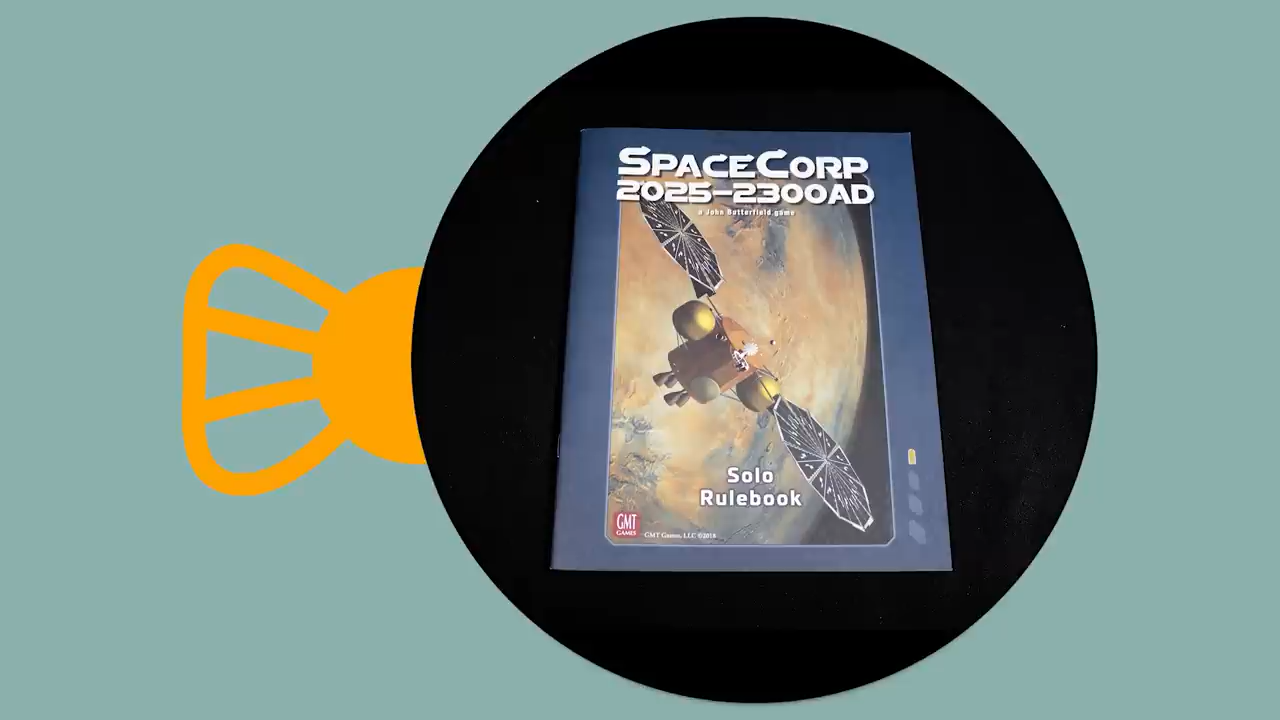 SPACECORP
2025–2300AD
a John Butterfield game
Solo
Rulebook
GMT
GAMES
GMT Games, LLC ©2018